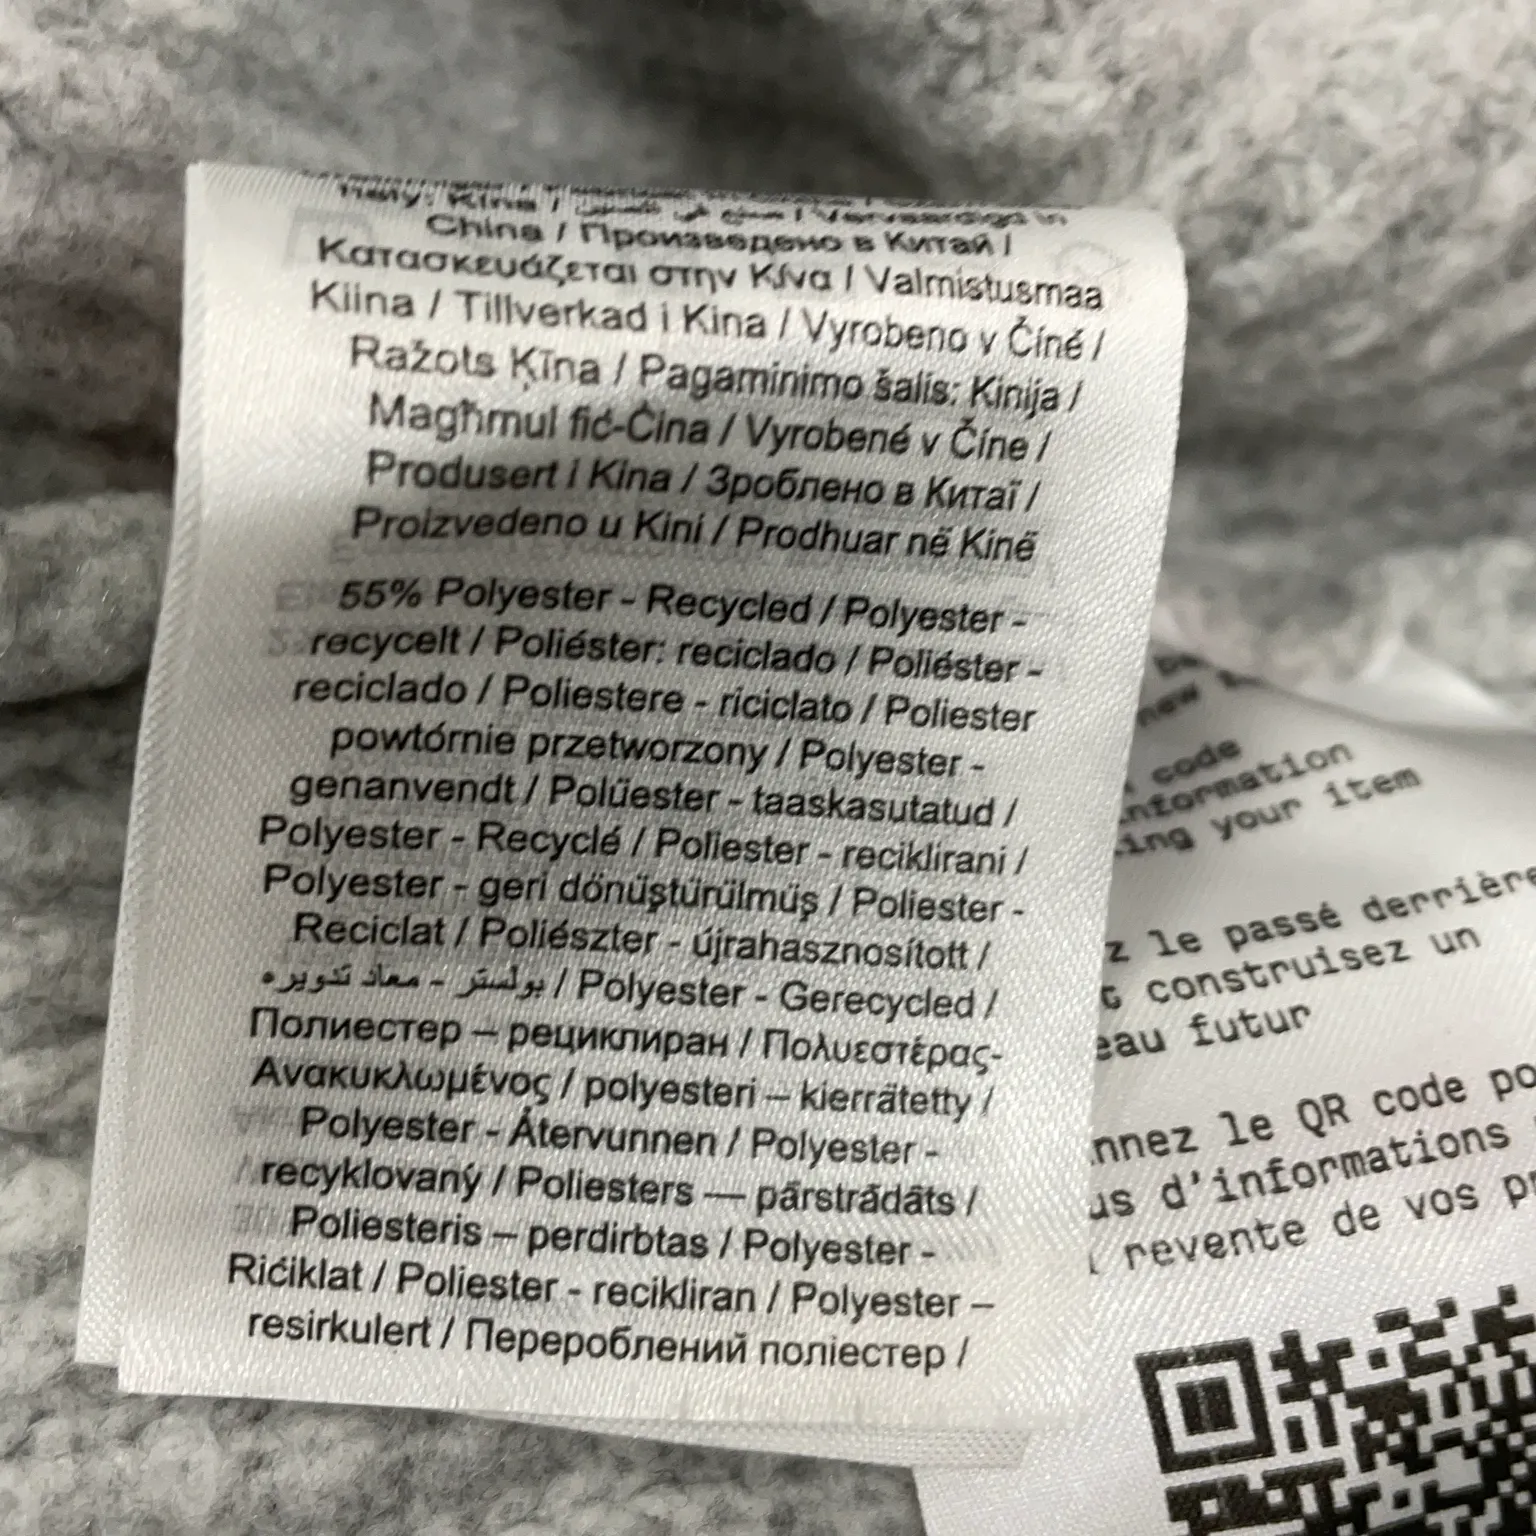 Kina /
China / Произведено в Китай /
Κατασκευάζεται στην Κίνα / Valmistusmaa
Kiina / Tillverkad i Kina / Vyrobeno v Číně /
Ražots Ķīna / Pagaminimo šalis: Kinija /
Magħmul fiċ-Ċina / Vyrobené v Číne /
Produsert i Kina / Зроблено в Китаї /
Proizvedeno u Kini / Prodhuar në Kinë
55% Polyester - Recycled / Polyester -
recycelt / Poliéster: reciclado / Poliéster -
reciclado / Poliestere - riciclato / Poliester
powtórnie przetworzony / Polyester -
genanvendt / Polüester - taaskasutatud /
Polyester - Recyclé / Poliester - reciklirani /
Polyester - geri dönüştürülmüş / Poliester -
Reciclat / Poliészter - újrahasznosított /
بولستر - معاد تدويره / Polyester - Gerecycled /
Полиестер – рециклиран / Πολυεστέρας-
Ανακυκλωμένος / polyesteri – kierrätetty /
Polyester - Återvunnen / Polyester -
recyklovaný / Poliesters — pārstrādāts /
Poliesteris – perdirbtas / Polyester -
Riċiklat / Poliester - recikliran / Polyester –
resirkulert / Перероблений поліестер /
new
code
information
your item
le passé derrière
construisez un
futur
le QR code
d'informations
revente de vos